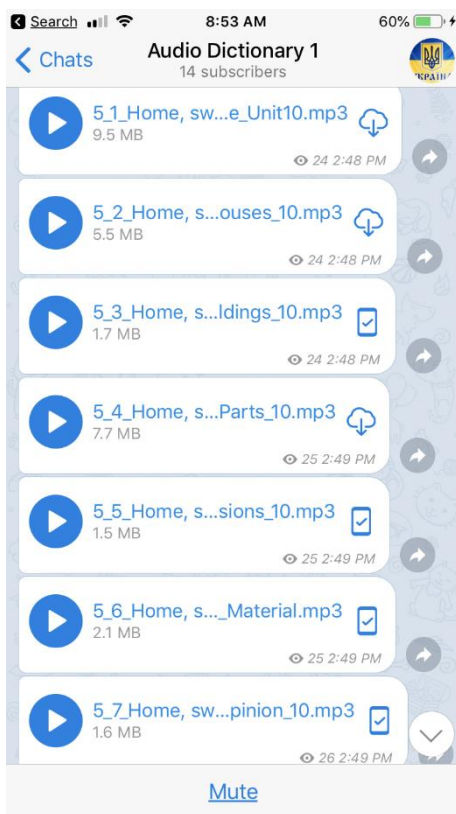 Search 8:53 AM 60%
Chats Audio Dictionary 1
14 subscribers
5_1_Home, sw...e_Unit10.mp3
9.5 MB
24 2:48 PM
5_2_Home, s...ouses_10.mp3
5.5 MB
24 2:48 PM
5_3_Home, s...ldings_10.mp3
1.7 MB
24 2:48 PM
5_4_Home, s...Parts_10.mp3
7.7 MB
25 2:49 PM
5_5_Home, s...sions_10.mp3
1.5 MB
25 2:49 PM
5_6_Home, s..._Material.mp3
2.1 MB
25 2:49 PM
5_7_Home, sw...pinion_10.mp3
1.6 MB
26 2:49 PM
Mute